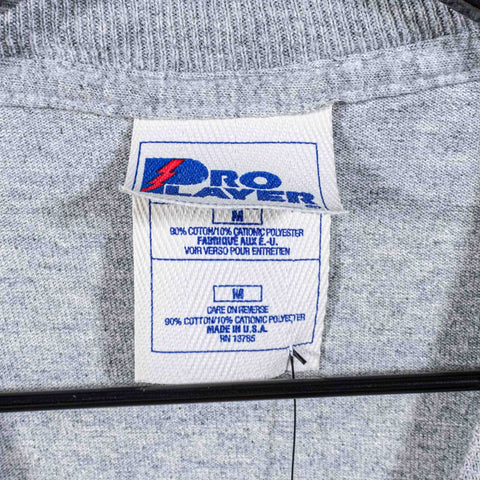 PRO
PLAYER
M
90% COTON/10% CATIONIC POLYESTER
FABRIQUÉ AUX É.-U.
VOIR VERSO POUR ENTRETIEN
M
CARE ON REVERSE
90% COTTON/10% CATIONIC POLYESTER
MADE IN U.S.A.
RN 13765